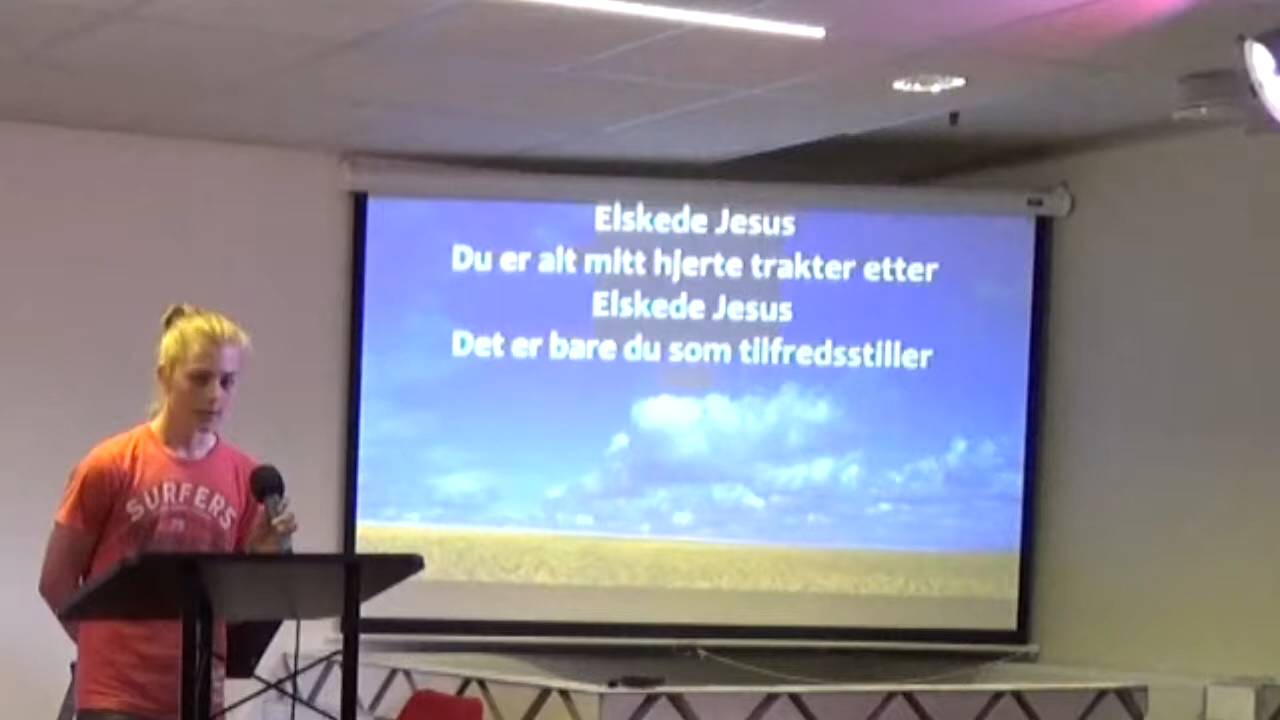 Elskede Jesus
Du er alt mitt hjerte trakter etter
Elskede Jesus
Det er bare du som tilfredsstiller
SURFERS